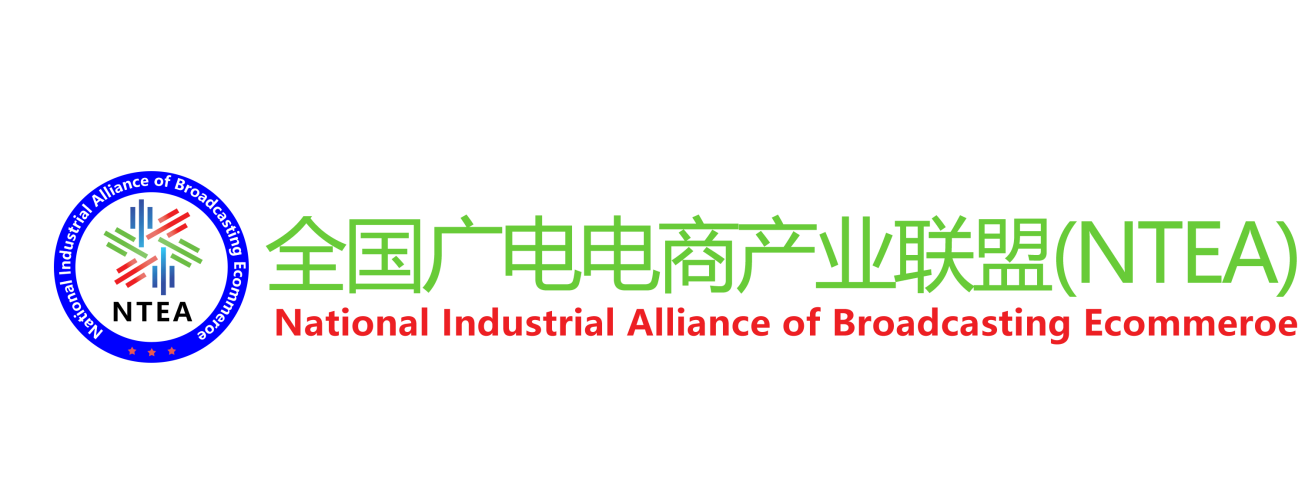 National Industrial Alliance of Broadcasting Ecommeroe
NTEA
全国广电电商产业联盟(NTEA)
National Industrial Alliance of Broadcasting Ecommeroe